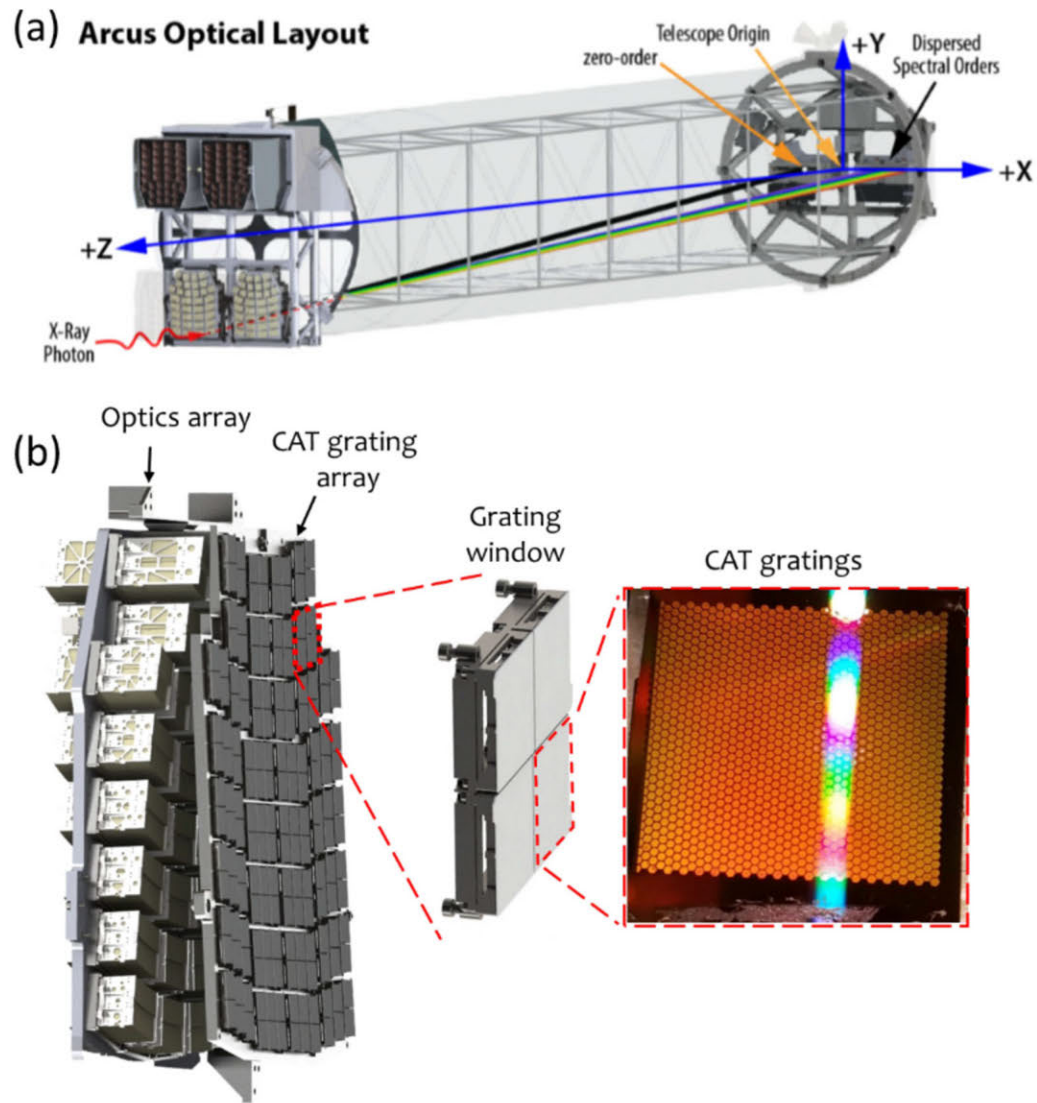 (a) Arcus Optical Layout
Telescope Origin
zero-order
+Y
Dispersed
Spectral Orders
+X
+Z
X-Ray
Photon
(b)
Optics array
CAT grating
array
Grating
window
CAT gratings